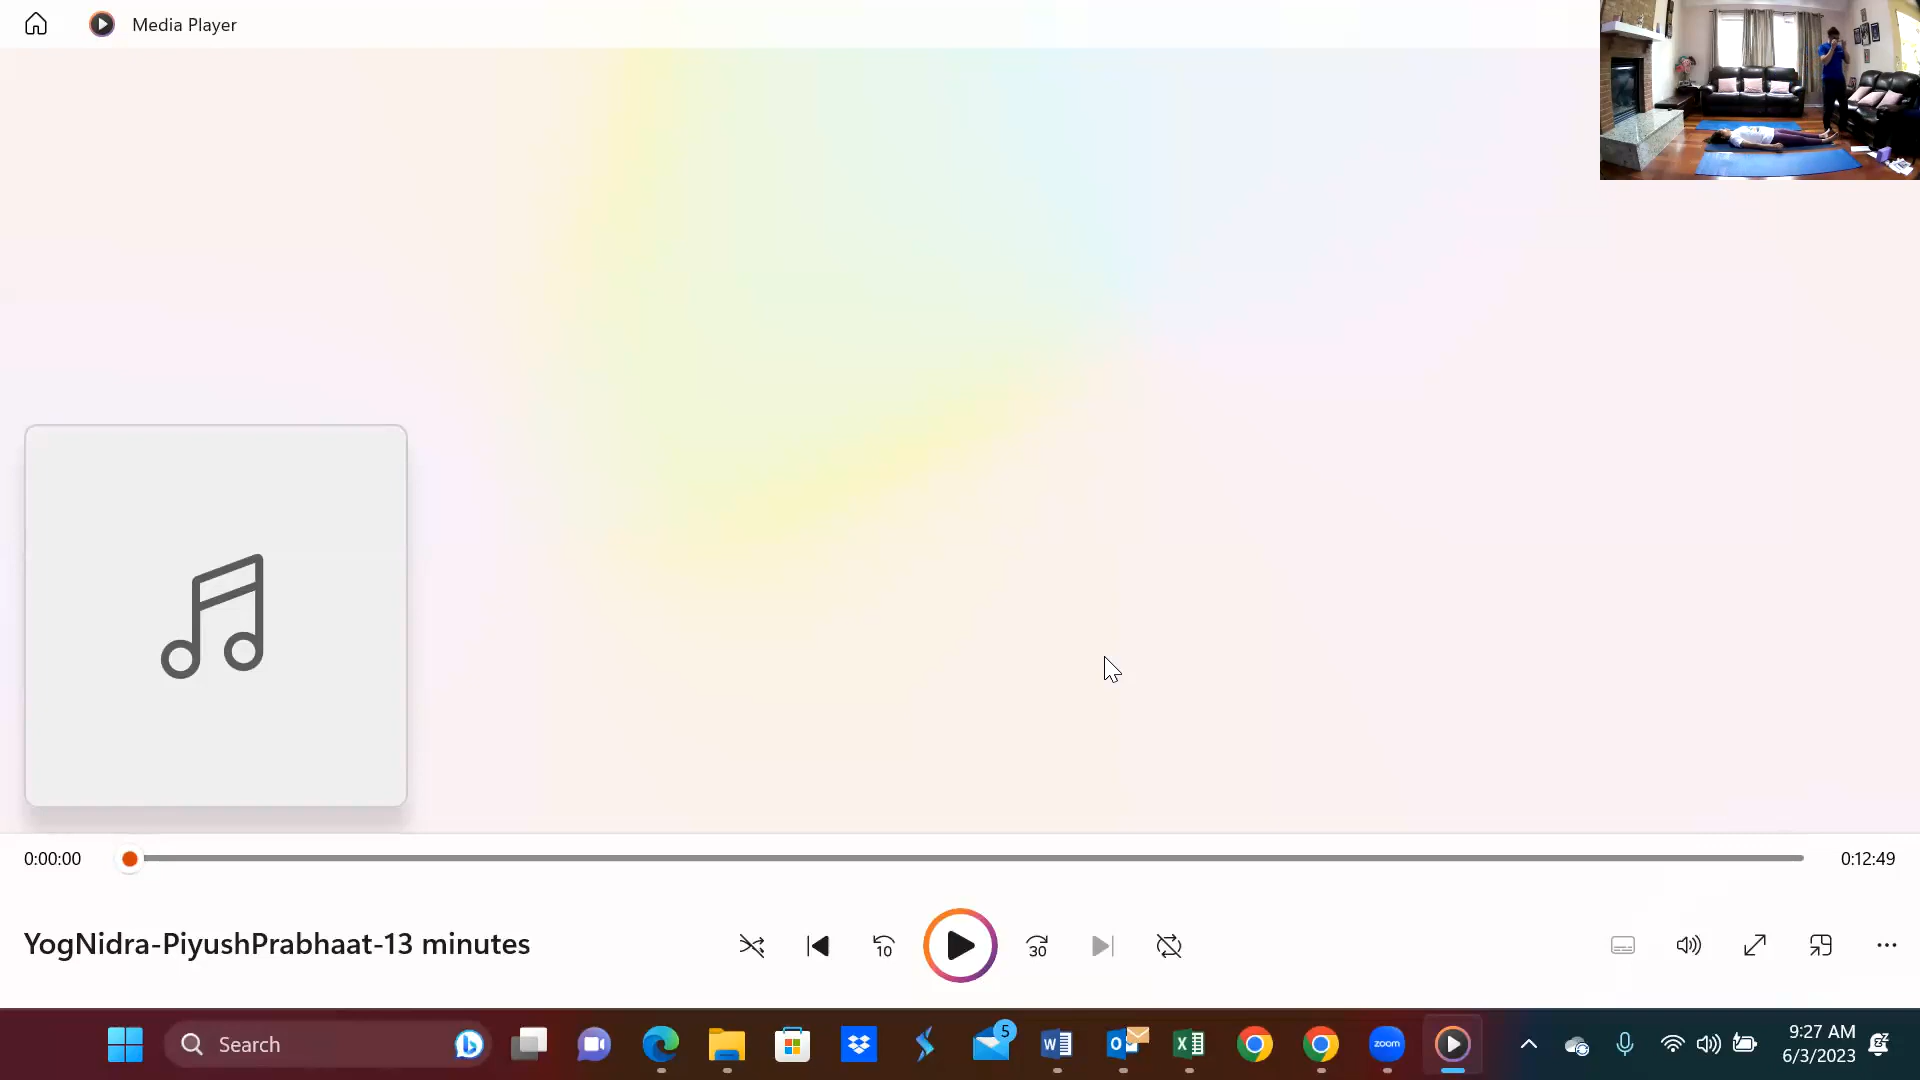 Media Player
0:00:00
0:12:49
YogNidra-PiyushPrabhaat-13 minutes
10
30
Search
5
W
O
X
zoom
9:27 AM
6/3/2023